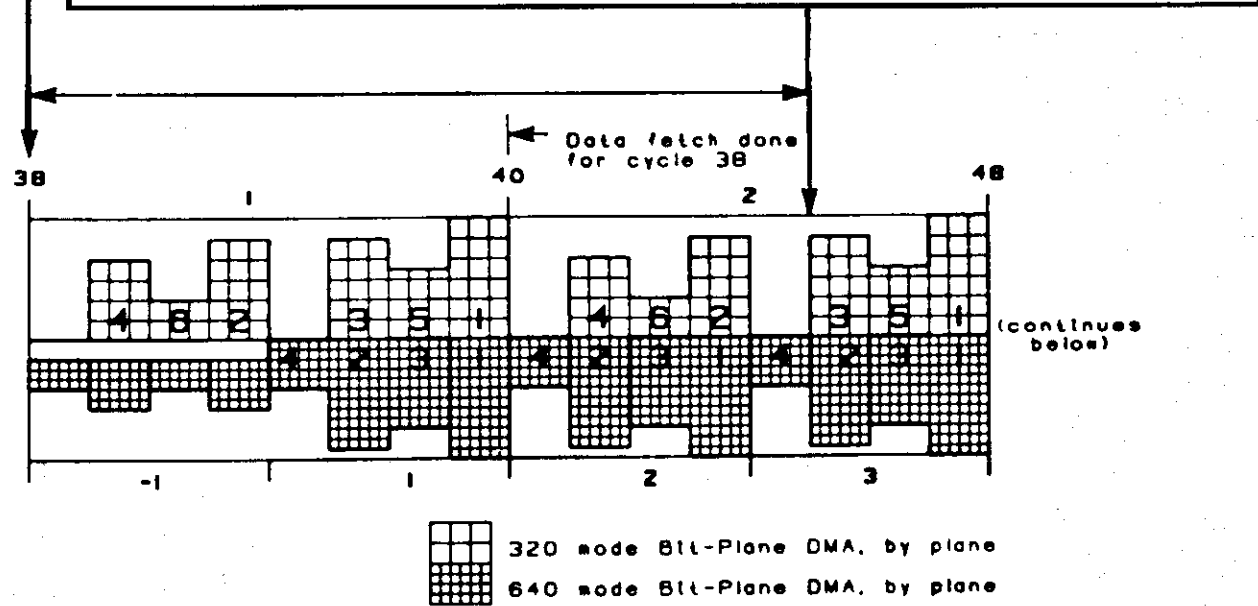 Data fetch done
for cycle 38
38
40
48
1
2
4 6 2 3 5 1 4 6 2 3 5 1
(continues
below)
4 2 3 1 4 2 3 1 4 2 3 1
-1 1 2 3
320 mode Bit-Plane DMA, by plane
640 mode Bit-Plane DMA, by plane